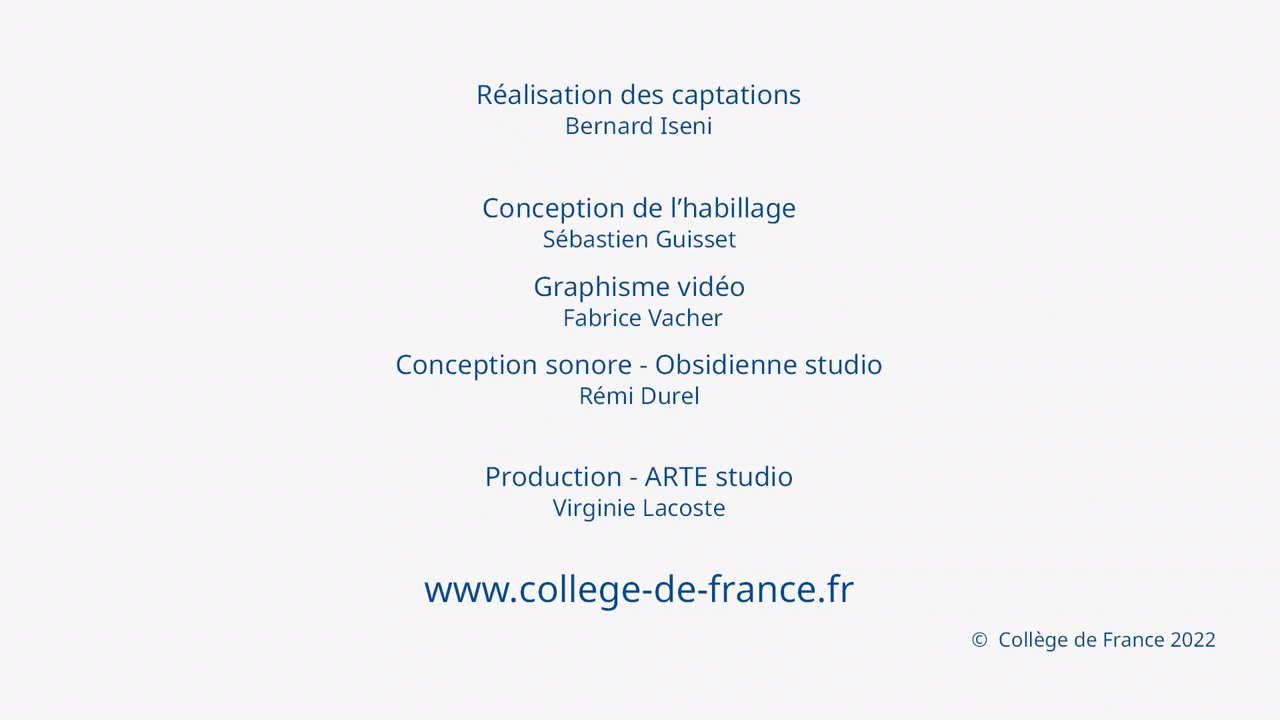 Réalisation des captations
Bernard Iseni
Conception de l’habillage
Sébastien Guisset
Graphisme vidéo
Fabrice Vacher
Conception sonore - Obsidienne studio
Rémi Durel
Production - ARTE studio
Virginie Lacoste
www.college-de-france.fr
© Collège de France 2022